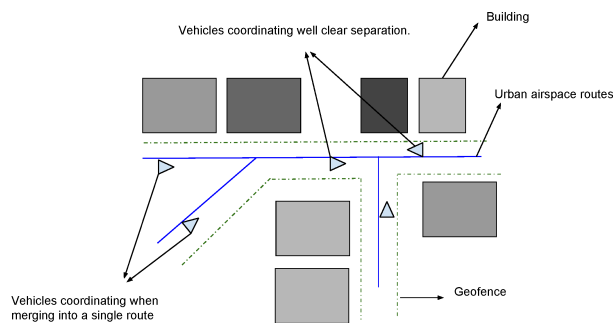 Building
Vehicles coordinating well clear separation.
Urban airspace routes
Geofence
Vehicles coordinating when
merging into a single route